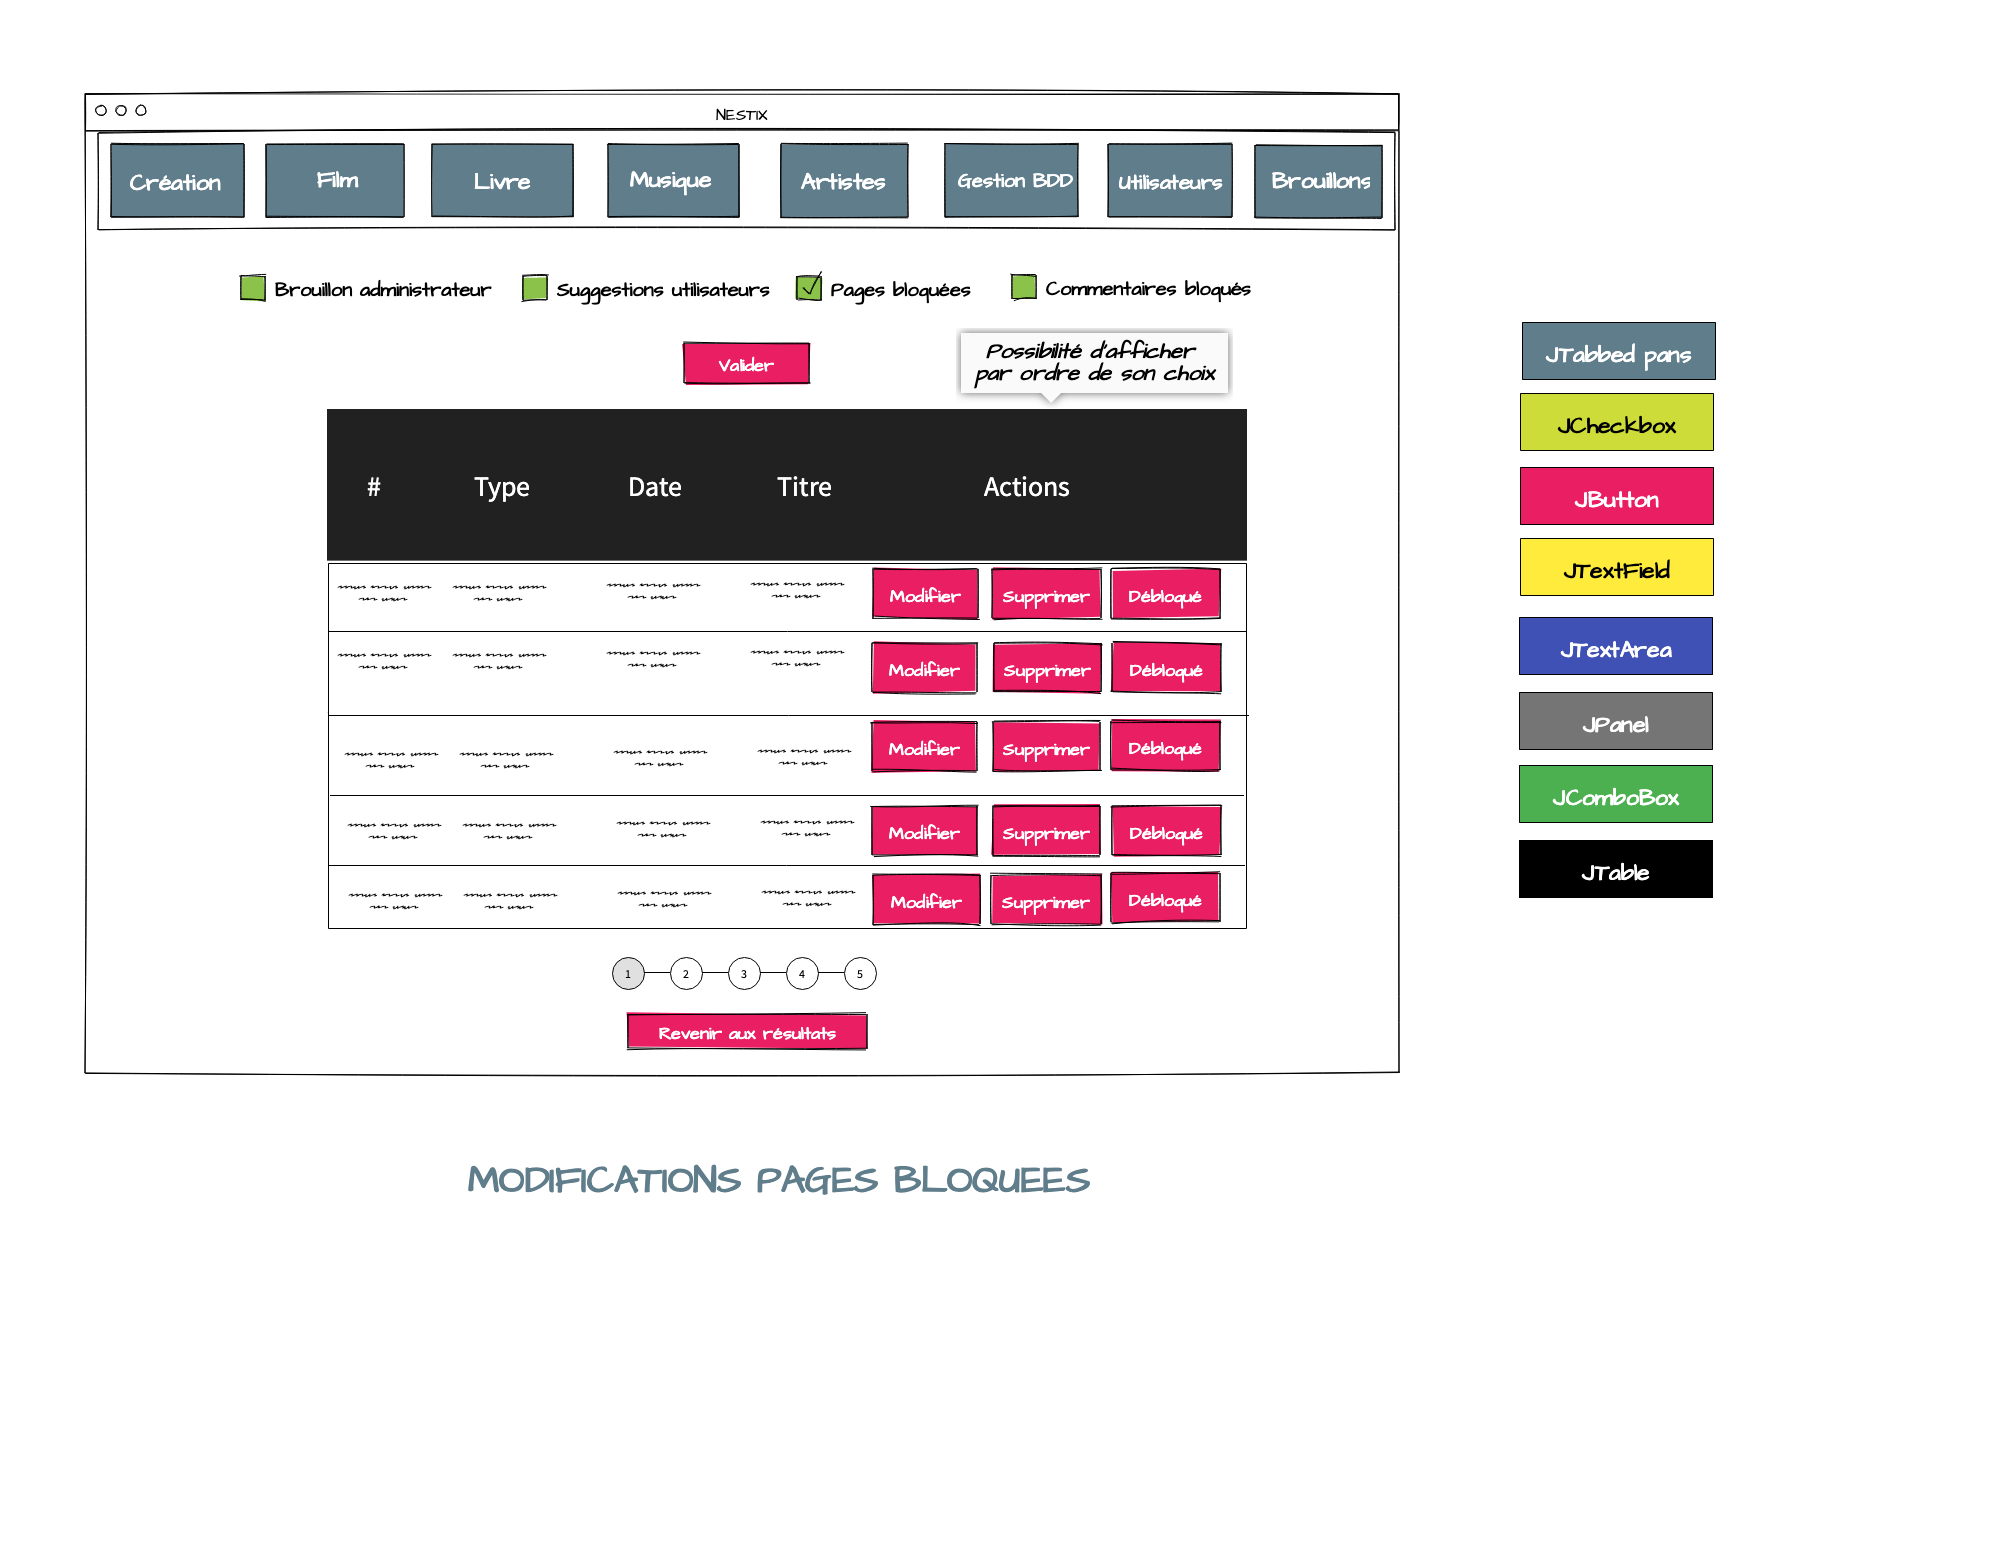 NESTIX
Création Film Livre Musique Artistes Gestion BDD Utilisateurs Brouillons
Brouillon administrateur Suggestions utilisateurs Pages bloquées Commentaires bloqués
Valider
Possibilité d'afficher
par ordre de son choix
# Type Date Titre Actions
Modifier Supprimer Débloqué
Modifier Supprimer Débloqué
Modifier Supprimer Débloqué
Modifier Supprimer Débloqué
Modifier Supprimer Débloqué
1 2 3 4 5
Revenir aux résultats
JTabbed pans
JCheckbox
JButton
JTextField
JTextArea
JPanel
JComboBox
JTable
MODIFICATIONS PAGES BLOQUEES